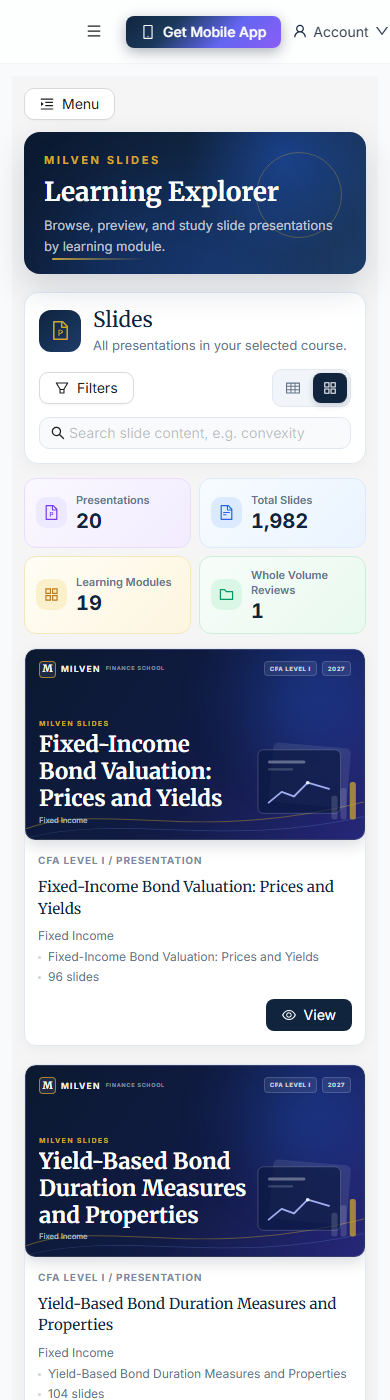 Get Mobile App
Account
Menu
MILVEN SLIDES
Learning Explorer
Browse, preview, and study slide presentations
by learning module.
Slides
All presentations in your selected course.
Filters
Search slide content, e.g. convexity
Presentations
20
Total Slides
1,982
Learning Modules
19
Whole Volume
Reviews
1
M MILVEN FINANCE SCHOOL
CFA LEVEL I
2027
MILVEN SLIDES
Fixed-Income
Bond Valuation:
Prices and Yields
Fixed Income
CFA LEVEL I / PRESENTATION
Fixed-Income Bond Valuation: Prices and
Yields
Fixed Income
Fixed-Income Bond Valuation: Prices and Yields
96 slides
View
M MILVEN FINANCE SCHOOL
CFA LEVEL I
2027
MILVEN SLIDES
Yield-Based Bond
Duration Measures
and Properties
Fixed Income
CFA LEVEL I / PRESENTATION
Yield-Based Bond Duration Measures and
Properties
Fixed Income
Yield-Based Bond Duration Measures and Properties
104 slides